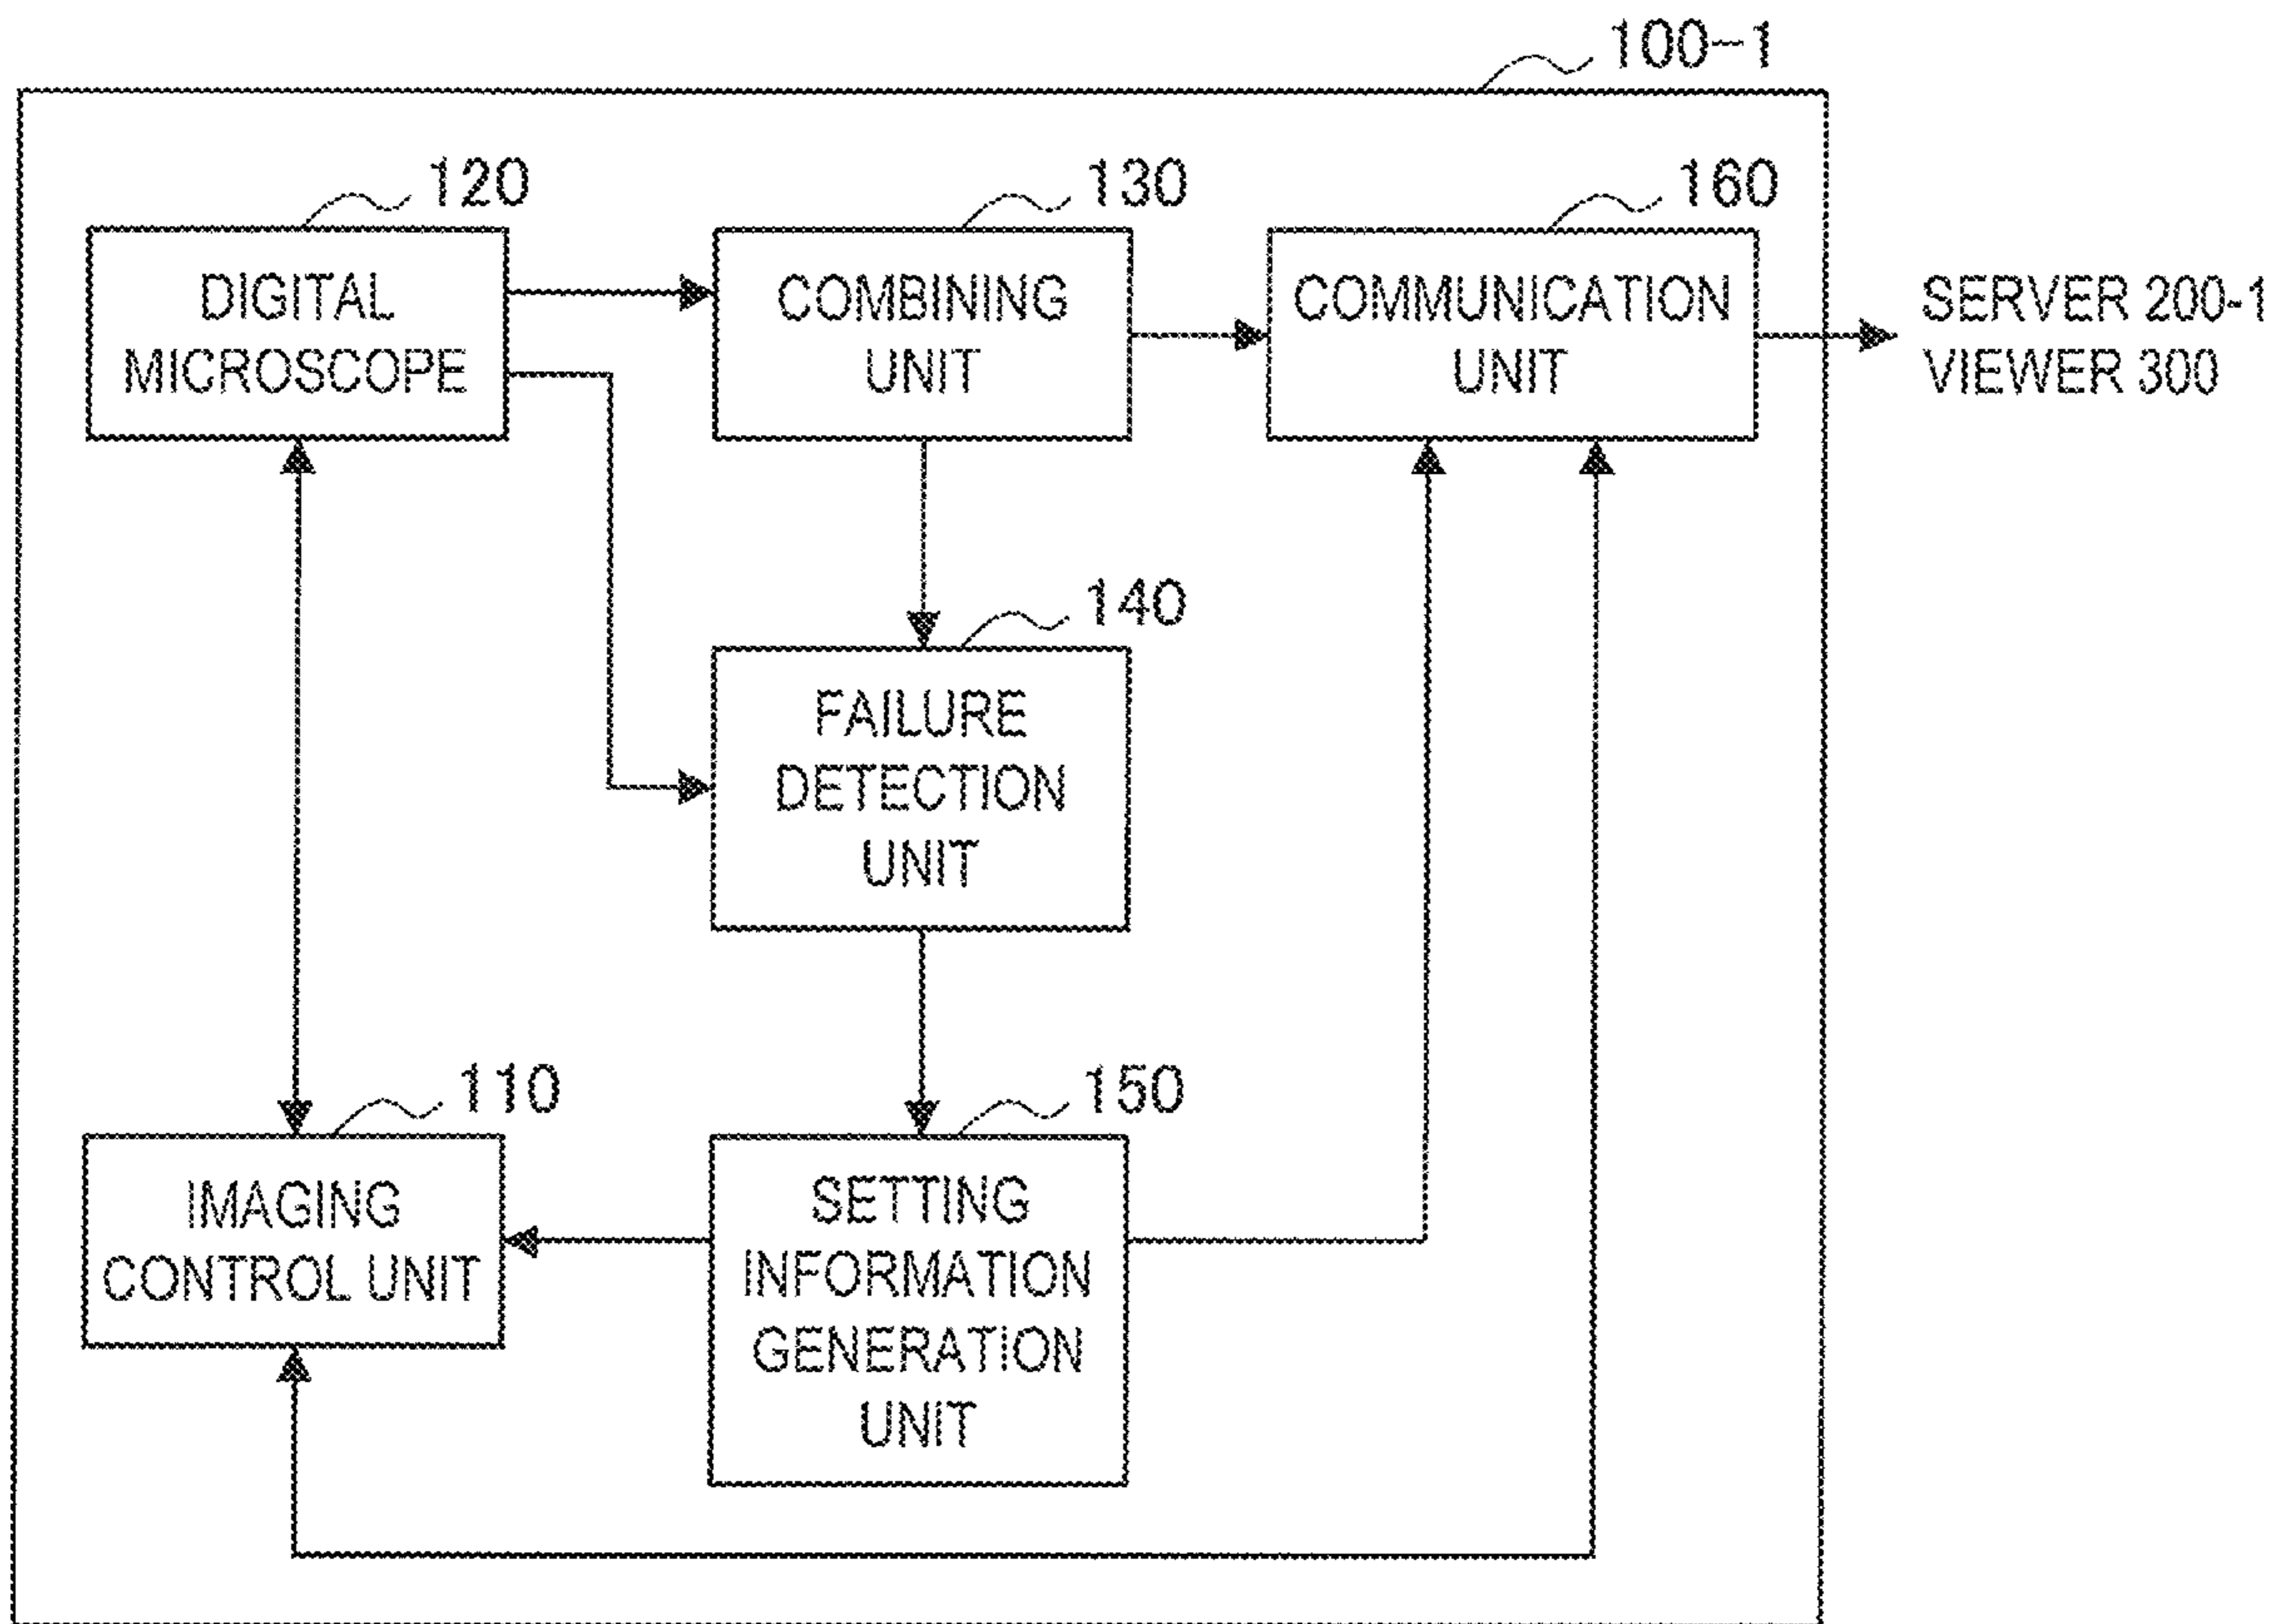 100-1
120
130
160
DIGITAL
MICROSCOPE
COMBINING
UNIT
COMMUNICATION
UNIT
SERVER 200-1
VIEWER 300
140
FAILURE
DETECTION
UNIT
110
150
IMAGING
CONTROL UNIT
SETTING
INFORMATION
GENERATION
UNIT